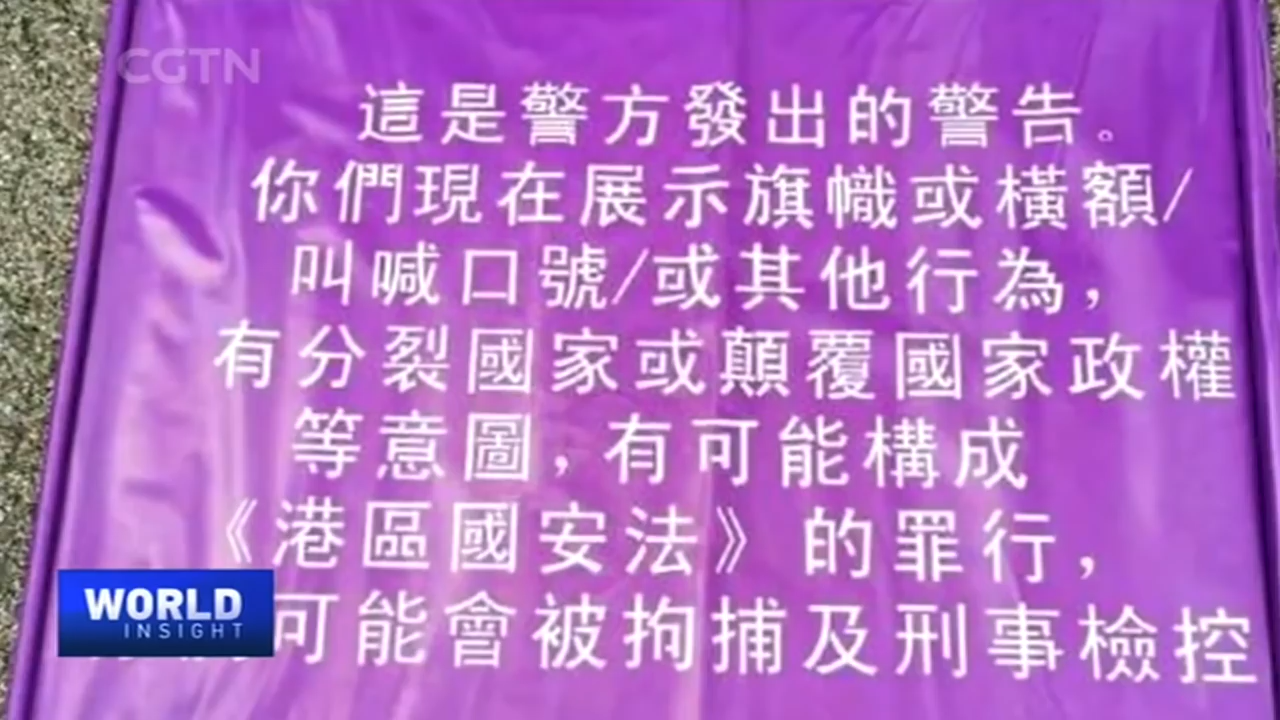 CGTN
這是警方發出的警告。
你們現在展示旗幟或橫額/
叫喊口號/或其他行為，
有分裂國家或顛覆國家政權
等意圖，有可能構成
《港區國安法》的罪行，
可能會被拘捕及刑事檢控
WORLD
INSIGHT